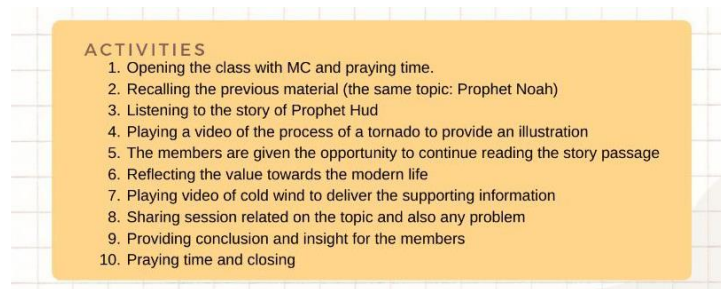 ACTIVITIES
1. Opening the class with MC and praying time.
2. Recalling the previous material (the same topic: Prophet Noah)
3. Listening to the story of Prophet Hud
4. Playing a video of the process of a tornado to provide an illustration
5. The members are given the opportunity to continue reading the story passage
6. Reflecting the value towards the modern life
7. Playing video of cold wind to deliver the supporting information
8. Sharing session related on the topic and also any problem
9. Providing conclusion and insight for the members
10. Praying time and closing